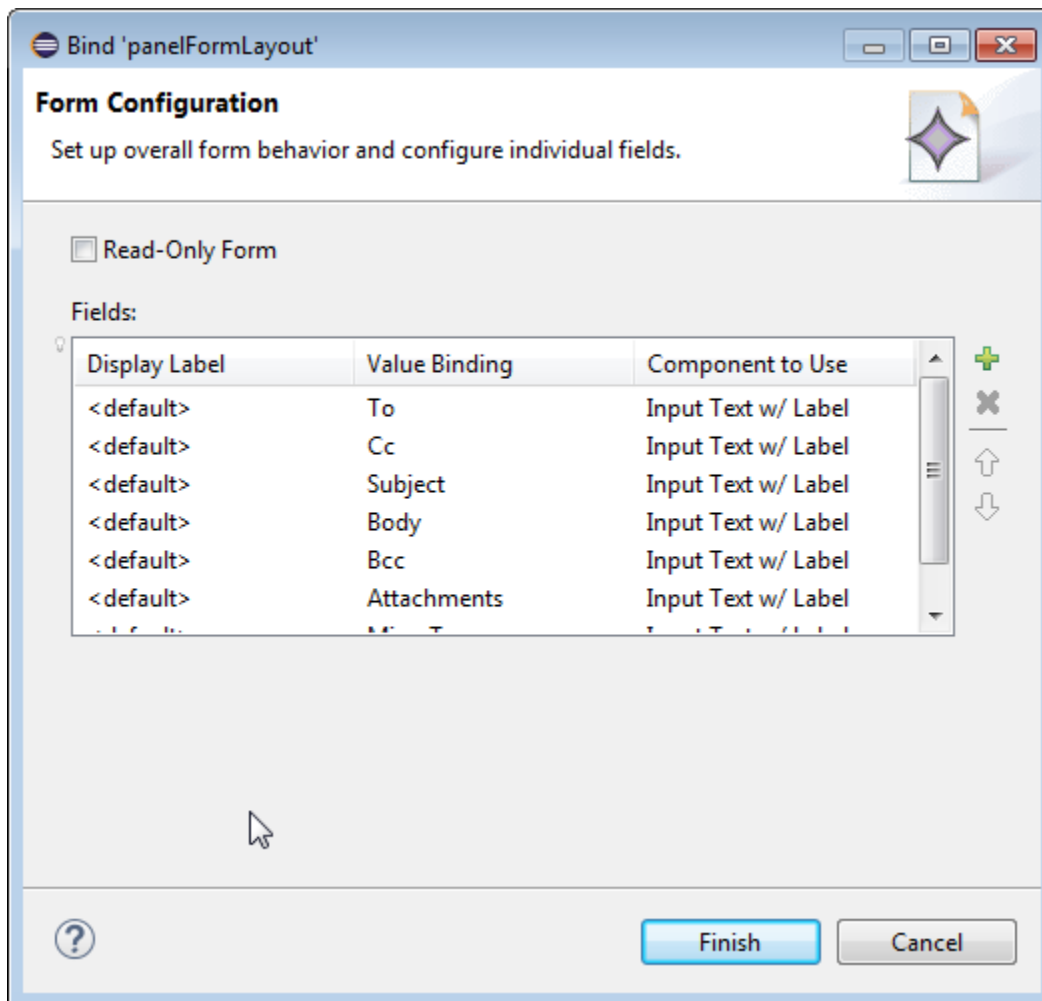 Bind 'panelFormLayout'
Form Configuration
Set up overall form behavior and configure individual fields.
Read-Only Form
Fields:
Display Label Value Binding Component to Use
<default> To Input Text w/ Label
<default> Cc Input Text w/ Label
<default> Subject Input Text w/ Label
<default> Body Input Text w/ Label
<default> Bcc Input Text w/ Label
<default> Attachments Input Text w/ Label
Finish Cancel